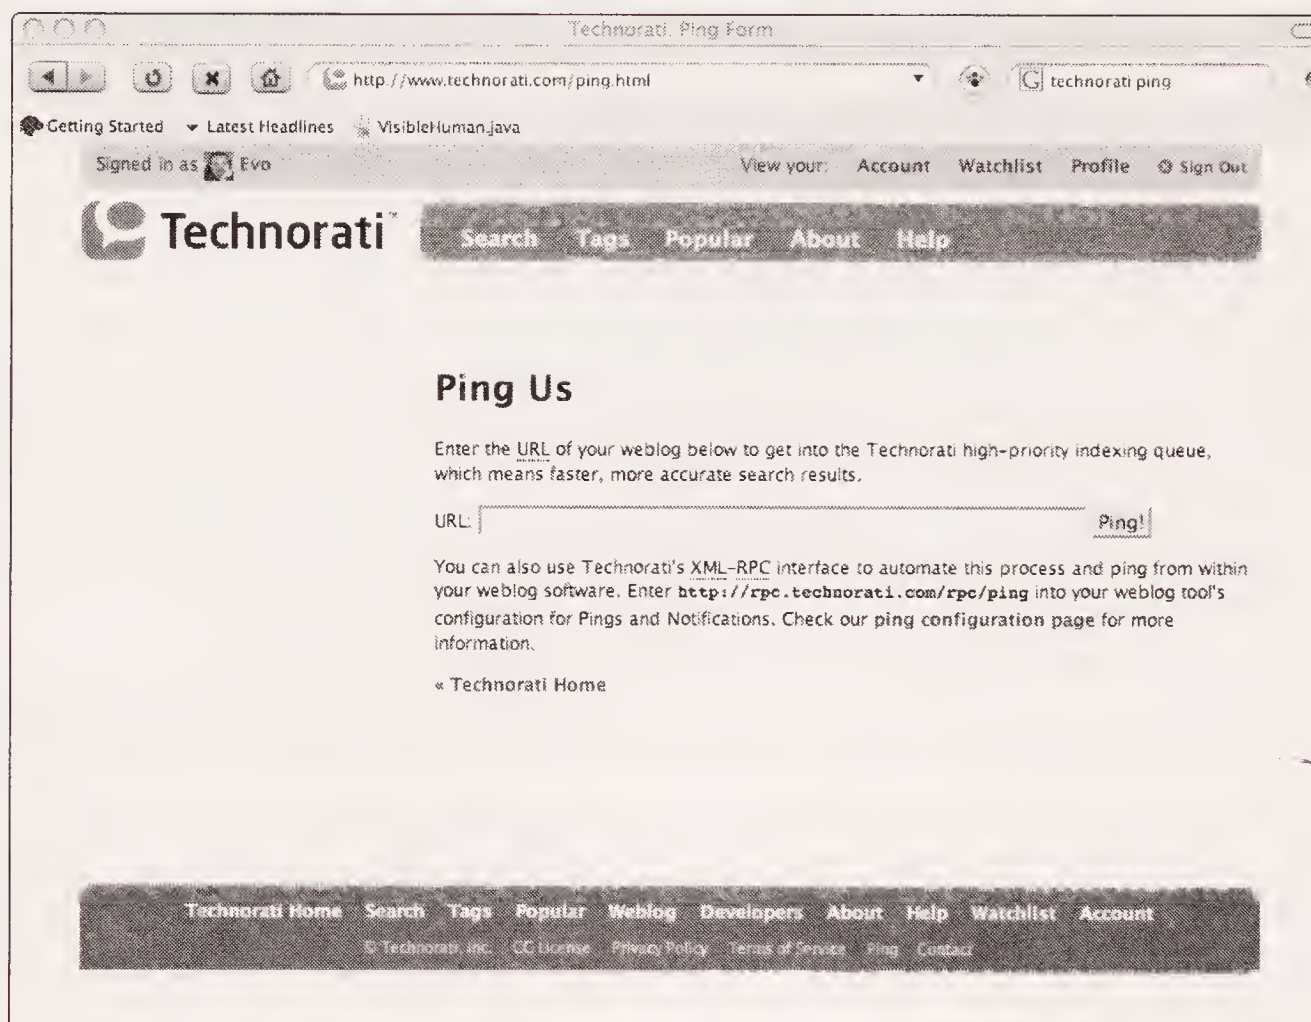 Technorati: Ping Form
http://www.technorati.com/ping.html
G technorati ping
Getting Started Latest Headlines VisibleHuman.java
Signed in as Evo View your: Account Watchlist Profile Sign Out
Technorati™ Search Tags Popular About Help
Ping Us
Enter the URL of your weblog below to get into the Technorati high-priority indexing queue,
which means faster, more accurate search results.
URL: Ping!
You can also use Technorati's XML-RPC interface to automate this process and ping from within
your weblog software. Enter http://rpc.technorati.com/rpc/ping into your weblog tool's
configuration for Pings and Notifications. Check our ping configuration page for more
information.
« Technorati Home
Technorati Home Search Tags Popular Weblog Developers About Help Watchlist Account
© Technorati, Inc. CC License Privacy Policy Terms of Service Ping Contact